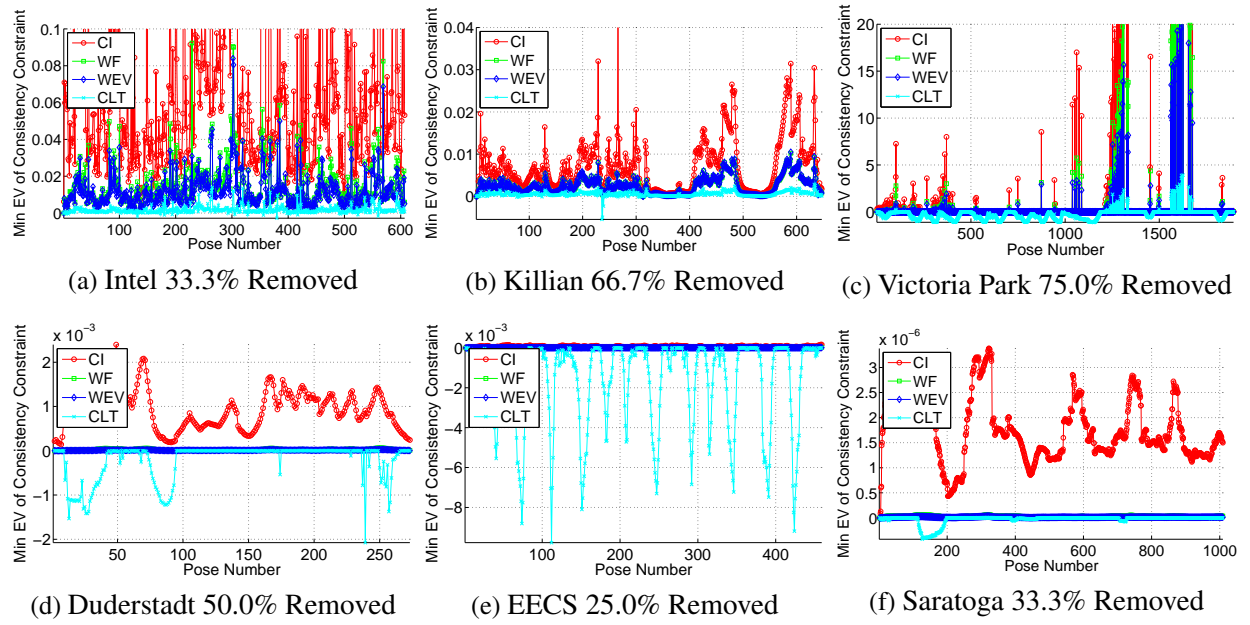 Min EV of Consistency Constraint
0.1
0.08
0.06
0.04
0.02
0
CI
WF
WEV
CLT
100 200 300 400 500 600
Pose Number
(a) Intel 33.3% Removed
Min EV of Consistency Constraint
0.04
0.03
0.02
0.01
0
CI
WF
WEV
CLT
100 200 300 400 500 600
Pose Number
(b) Killian 66.7% Removed
Min EV of Consistency Constraint
20
15
10
5
0
CI
WF
WEV
CLT
500 1000 1500
Pose Number
(c) Victoria Park 75.0% Removed
Min EV of Consistency Constraint
x 10⁻³
2
1
0
−1
−2
CI
WF
WEV
CLT
50 100 150 200 250
Pose Number
(d) Duderstadt 50.0% Removed
Min EV of Consistency Constraint
x 10⁻³
0
−2
−4
−6
−8
CI
WF
WEV
CLT
100 200 300 400
Pose Number
(e) EECS 25.0% Removed
Min EV of Consistency Constraint
x 10⁻⁶
3
2.5
2
1.5
1
0.5
0
CI
WF
WEV
CLT
200 400 600 800 1000
Pose Number
(f) Saratoga 33.3% Removed